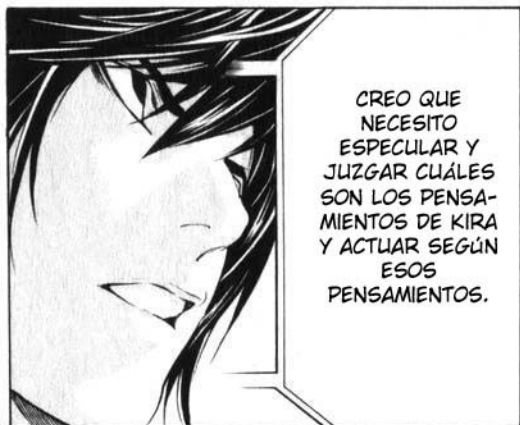 CREO QUE
NECESITO
ESPECULAR Y
JUZGAR CUÁLES
SON LOS PENSA-
MIENTOS DE KIRA
Y ACTUAR SEGÚN
ESOS
PENSAMIENTOS.